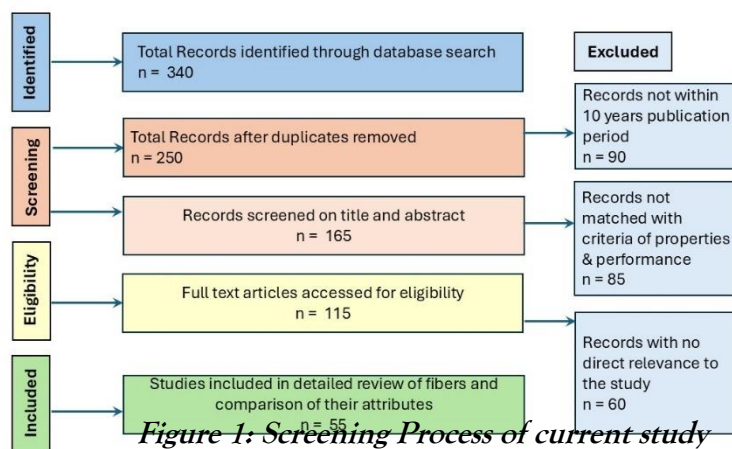 Identified
Total Records identified through database search
n = 340
Excluded
Screening
Total Records after duplicates removed
n = 250
Records not within
10 years publication
period
n = 90
Records screened on title and abstract
n = 165
Records not
matched with
criteria of properties
& performance
n = 85
Eligibility
Full text articles accessed for eligibility
n = 115
Records with no
direct relevance to
the study
n = 60
Included
Studies included in detailed review of fibers and
comparison of their attributes
n = 55
Figure 1: Screening Process of current study